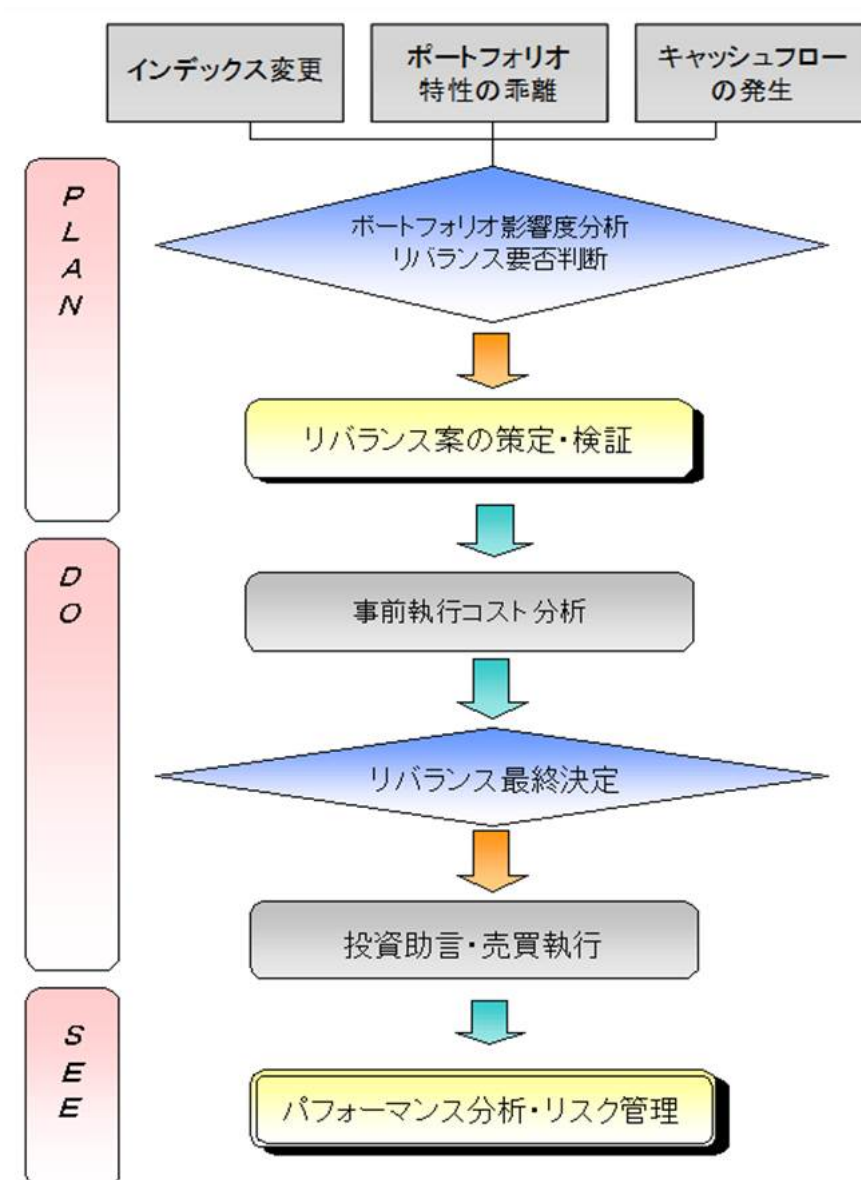 インデックス変更
ポートフォリオ
特性の乖離
キャッシュフロー
の発生
PLAN
ポートフォリオ影響度分析
リバランス要否判断
リバランス案の策定・検証
DO
事前執行コスト分析
リバランス最終決定
投資助言・売買執行
SEE
パフォーマンス分析・リスク管理